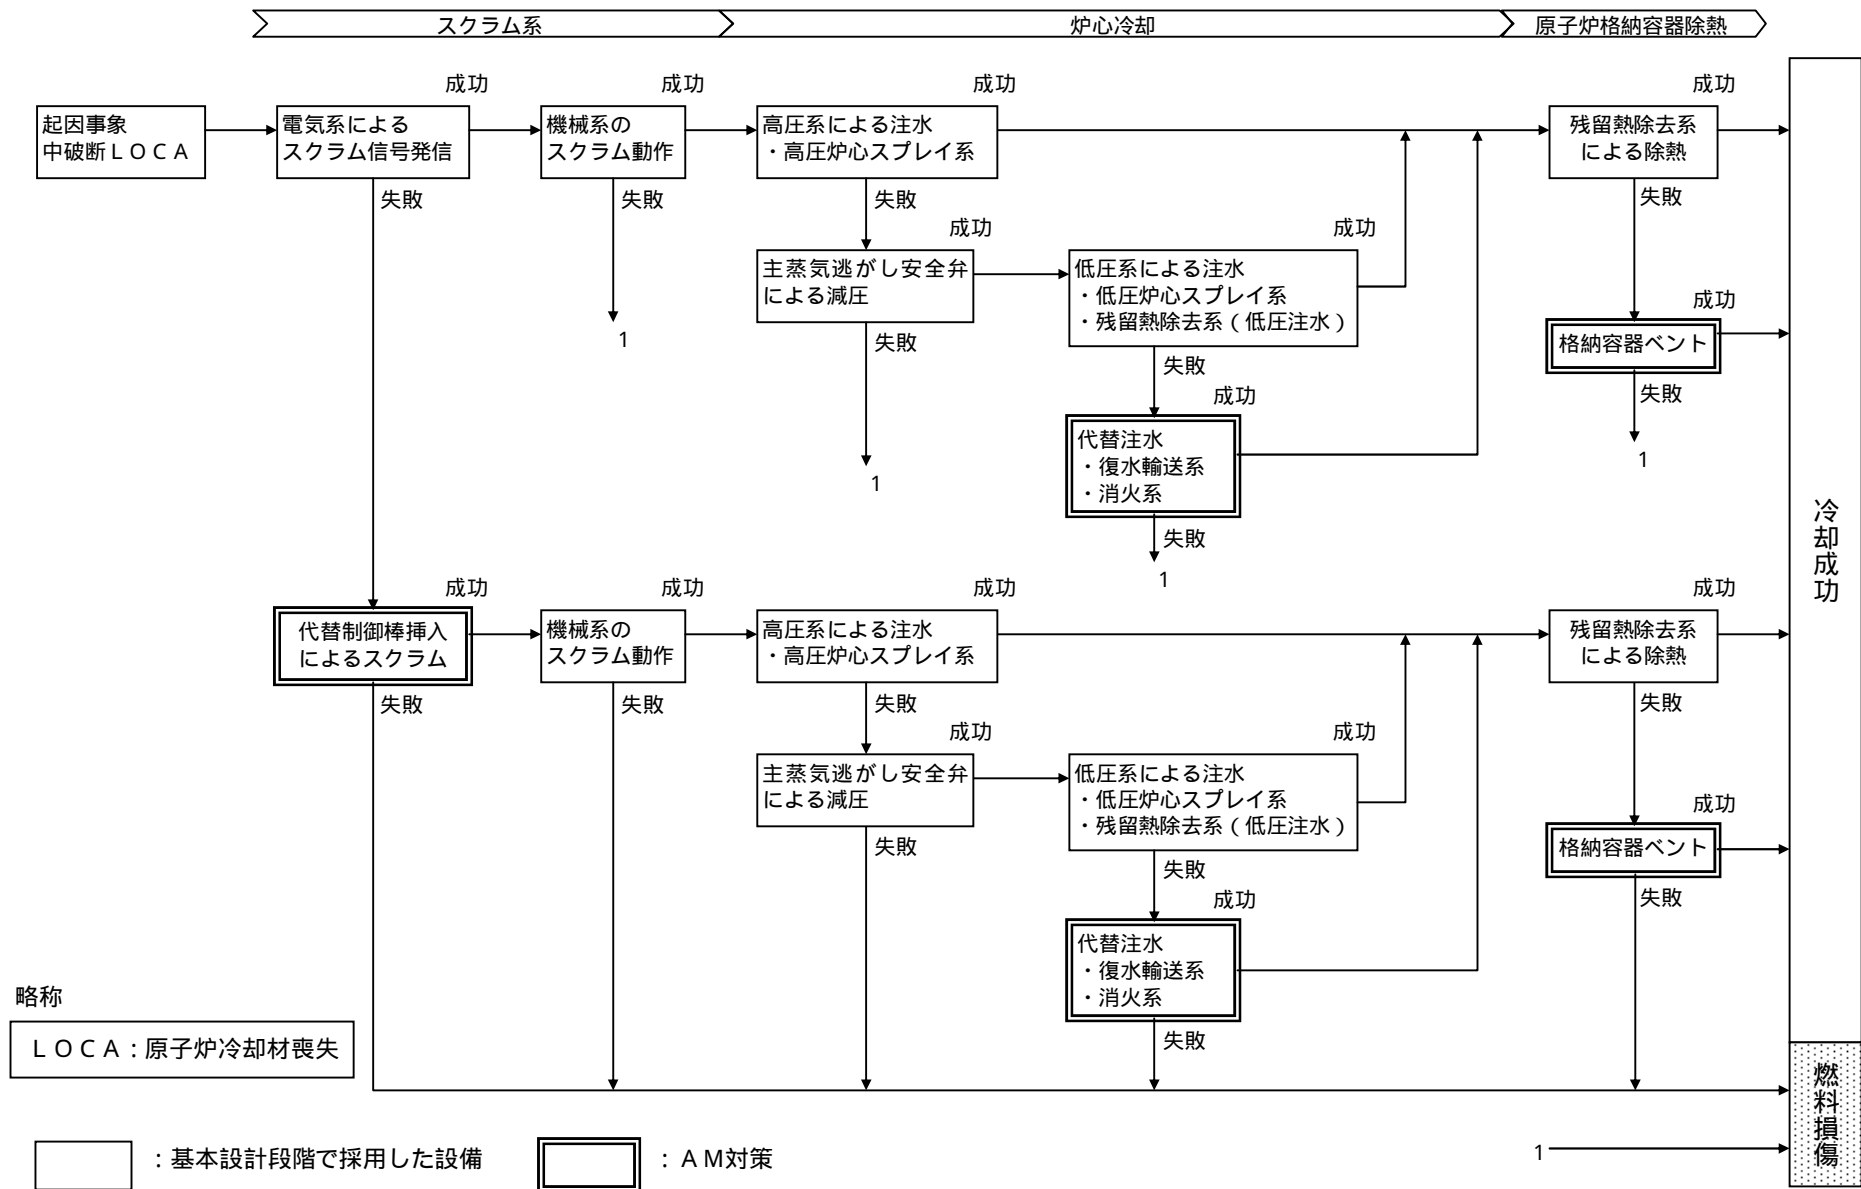 スクラム系
炉心冷却
原子炉格納容器除熱
成功
成功
成功
成功
起因事象
中破断ＬＯＣＡ
電気系による
スクラム信号発信
機械系の
スクラム動作
高圧系による注水
・高圧炉心スプレイ系
残留熱除去系
による除熱
失敗
失敗
失敗
失敗
成功
成功
主蒸気逃がし安全弁
による減圧
低圧系による注水
・低圧炉心スプレイ系
・残留熱除去系（低圧注水）
成功
1
失敗
失敗
格納容器ベント
失敗
成功
代替注水
・復水輸送系
・消火系
1
1
失敗
1
冷却成功
成功
成功
成功
成功
代替制御棒挿入
によるスクラム
機械系の
スクラム動作
高圧系による注水
・高圧炉心スプレイ系
残留熱除去系
による除熱
失敗
失敗
失敗
失敗
成功
成功
主蒸気逃がし安全弁
による減圧
低圧系による注水
・低圧炉心スプレイ系
・残留熱除去系（低圧注水）
成功
失敗
失敗
格納容器ベント
失敗
成功
代替注水
・復水輸送系
・消火系
失敗
略称
ＬＯＣＡ：原子炉冷却材喪失
燃料損傷
：基本設計段階で採用した設備
：ＡＭ対策
1